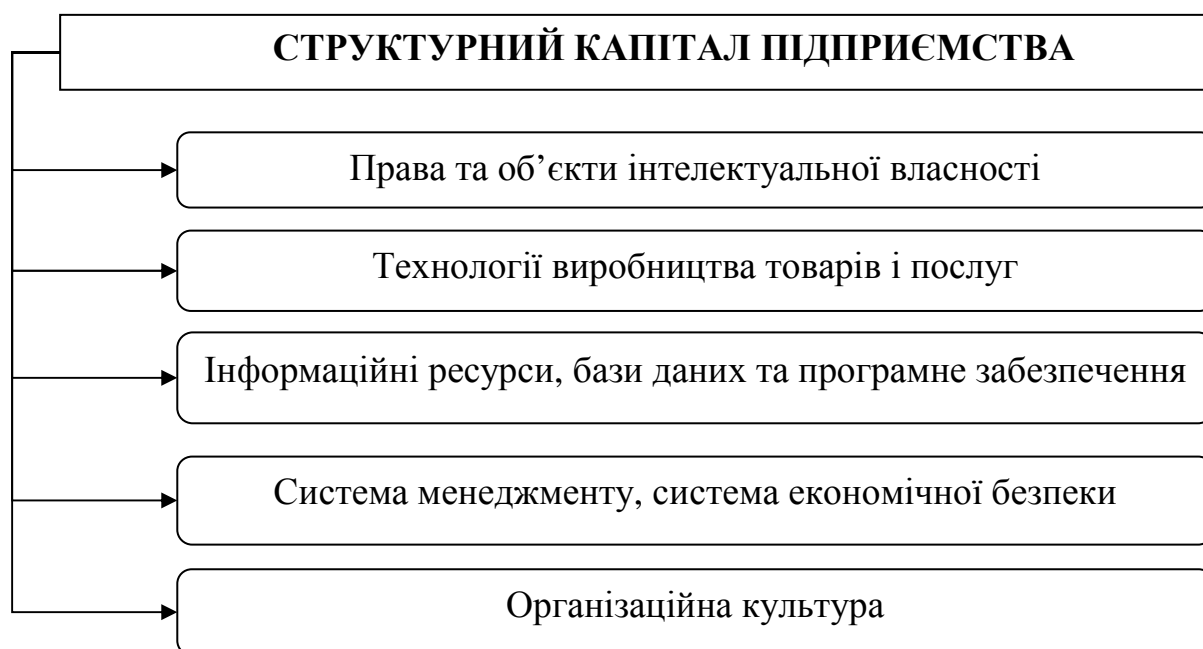 СТРУКТУРНИЙ КАПІТАЛ ПІДПРИЄМСТВА
Права та об’єкти інтелектуальної власності
Технології виробництва товарів і послуг
Інформаційні ресурси, бази даних та програмне забезпечення
Система менеджменту, система економічної безпеки
Організаційна культура